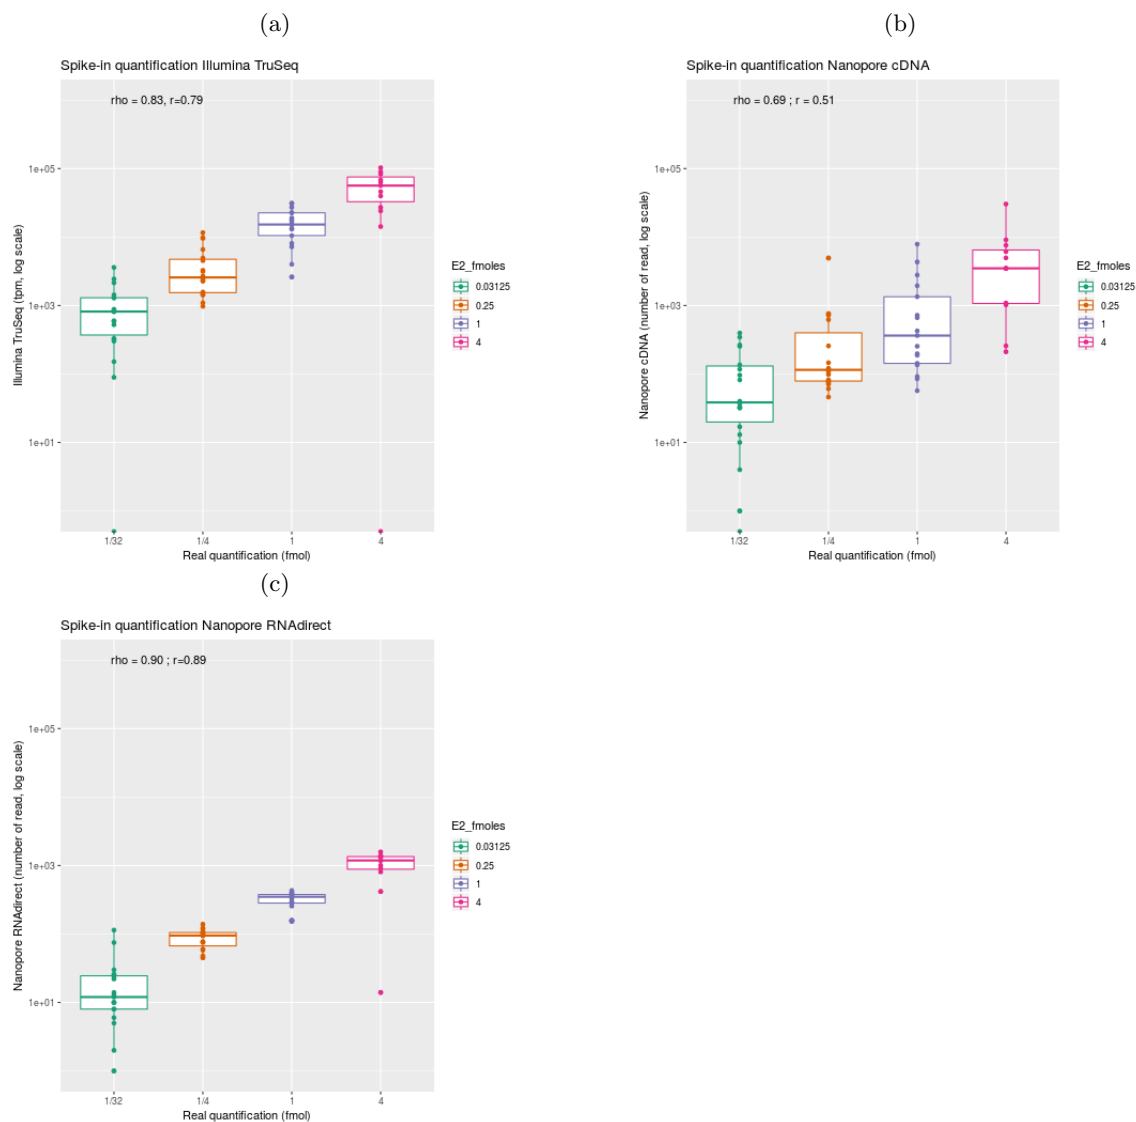 (a)
Spike-in quantification Illumina TruSeq
rho = 0.83, r=0.79
Illumina TruSeq (tpm, log scale)
1e+05
1e+03
1e+01
1/32 1/4 1 4
Real quantification (fmol)
E2_fmoles
0.03125
0.25
1
4
(b)
Spike-in quantification Nanopore cDNA
rho = 0.69 ; r = 0.51
Nanopore cDNA (number of read, log scale)
1e+05
1e+03
1e+01
1/32 1/4 1 4
Real quantification (fmol)
E2_fmoles
0.03125
0.25
1
4
(c)
Spike-in quantification Nanopore RNAdirect
rho = 0.90 ; r=0.89
Nanopore RNAdirect (number of read, log scale)
1e+05
1e+03
1e+01
1/32 1/4 1 4
Real quantification (fmol)
E2_fmoles
0.03125
0.25
1
4